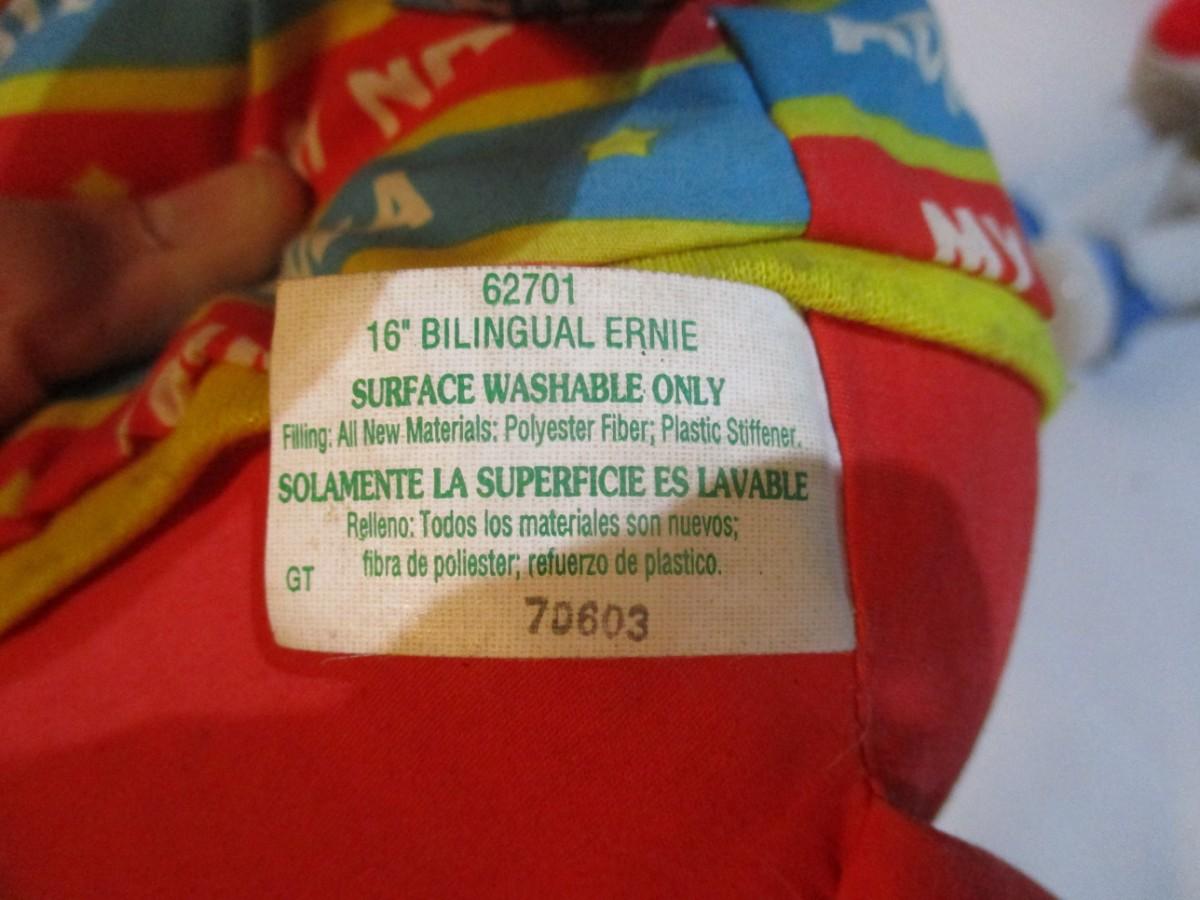 MY
62701
16" BILINGUAL ERNIE
SURFACE WASHABLE ONLY
Filling: All New Materials: Polyester Fiber; Plastic Stiffener.
SOLAMENTE LA SUPERFICIE ES LAVABLE
Relleno: Todos los materiales son nuevos;
fibra de poliester; refuerzo de plastico.
GT
70603